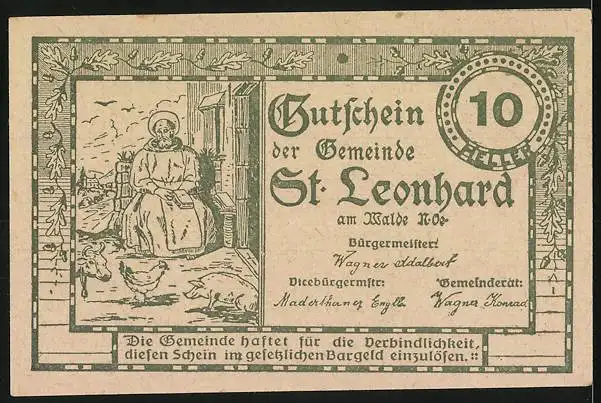 Gutschein
der Gemeinde
St. Leonhard
am Walde N.Oe.
10
HELLER
Bürgermeister:
Wagner Adalbert
Vicebürgermstr: Gemeinderat:
Maderthaner Englb. Wagner Konrad
Die Gemeinde haftet für die Verbindlichkeit,
diesen Schein im gesetzlichen Bargeld einzulösen.